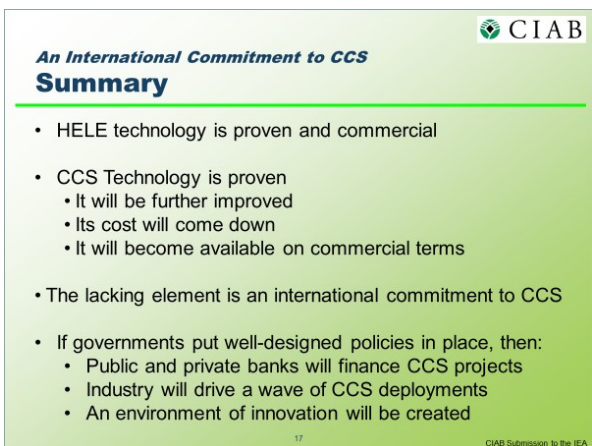 CIAB
An International Commitment to CCS
Summary
• HELE technology is proven and commercial
• CCS Technology is proven
• It will be further improved
• Its cost will come down
• It will become available on commercial terms
• The lacking element is an international commitment to CCS
• If governments put well-designed policies in place, then:
• Public and private banks will finance CCS projects
• Industry will drive a wave of CCS deployments
• An environment of innovation will be created
17
CIAB Submission to the IEA